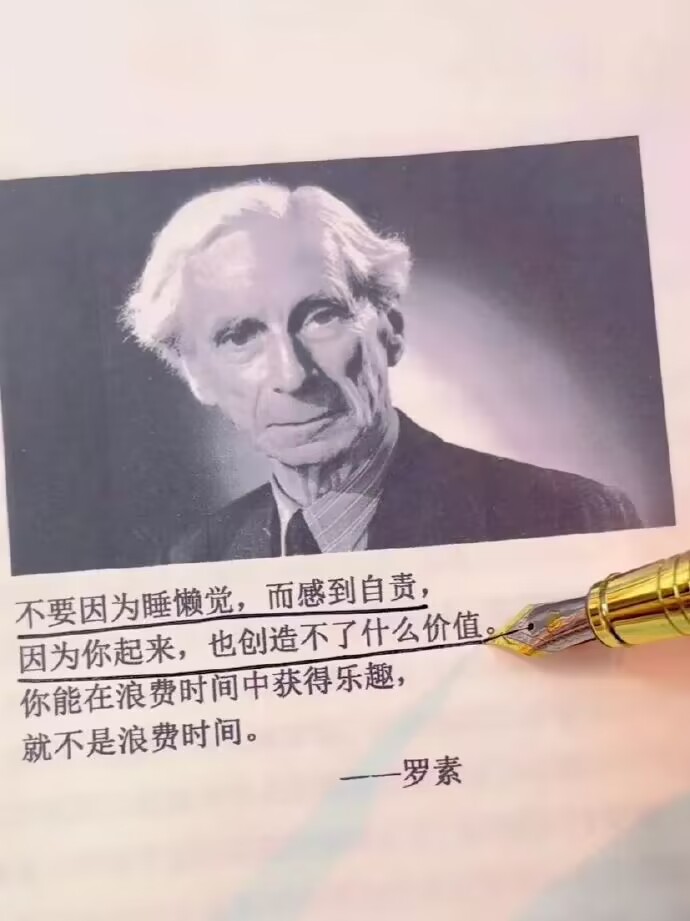 不要因为睡懒觉，而感到自责，
因为你起来，也创造不了什么价值。
你能在浪费时间中获得乐趣，
就不是浪费时间。
——罗素